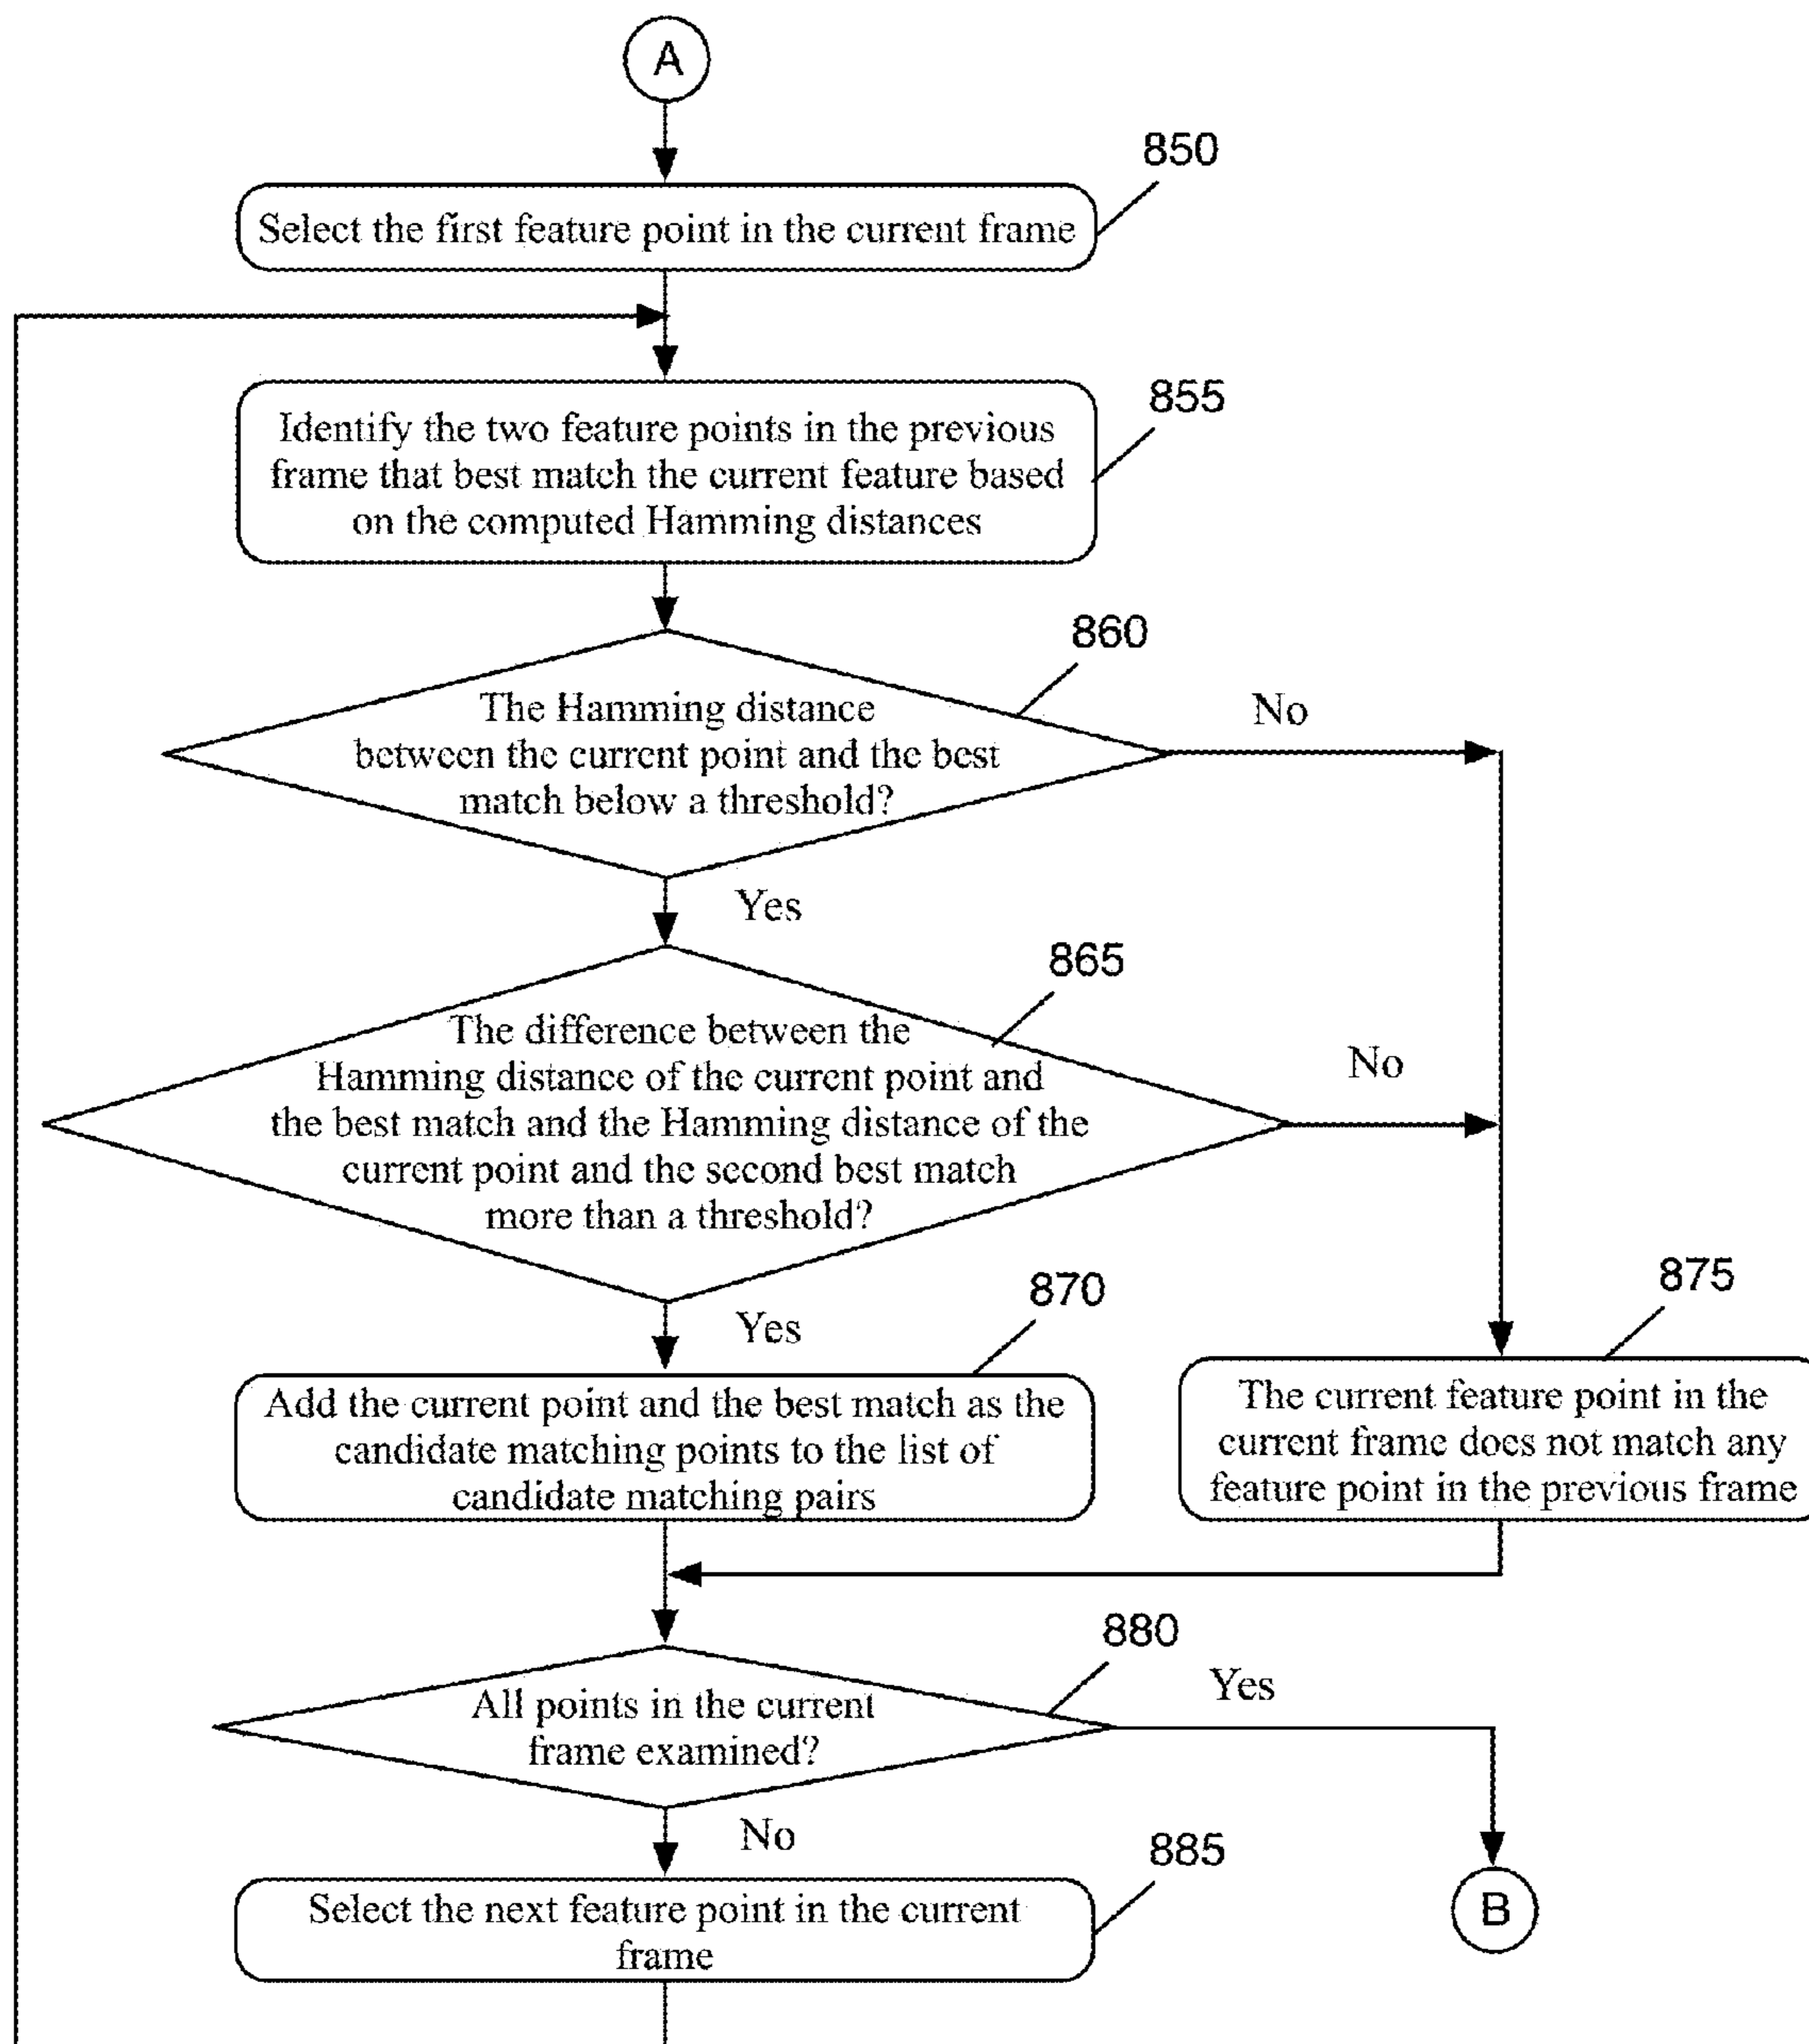 A
850
Select the first feature point in the current frame
855
Identify the two feature points in the previous
frame that best match the current feature based
on the computed Hamming distances
860
The Hamming distance
between the current point and the best
match below a threshold?
No
Yes
865
The difference between the
Hamming distance of the current point and
the best match and the Hamming distance of the
current point and the second best match
more than a threshold?
No
Yes
870
Add the current point and the best match as the
candidate matching points to the list of
candidate matching pairs
875
The current feature point in the
current frame does not match any
feature point in the previous frame
880
All points in the current
frame examined?
Yes
No
885
Select the next feature point in the current
frame
B